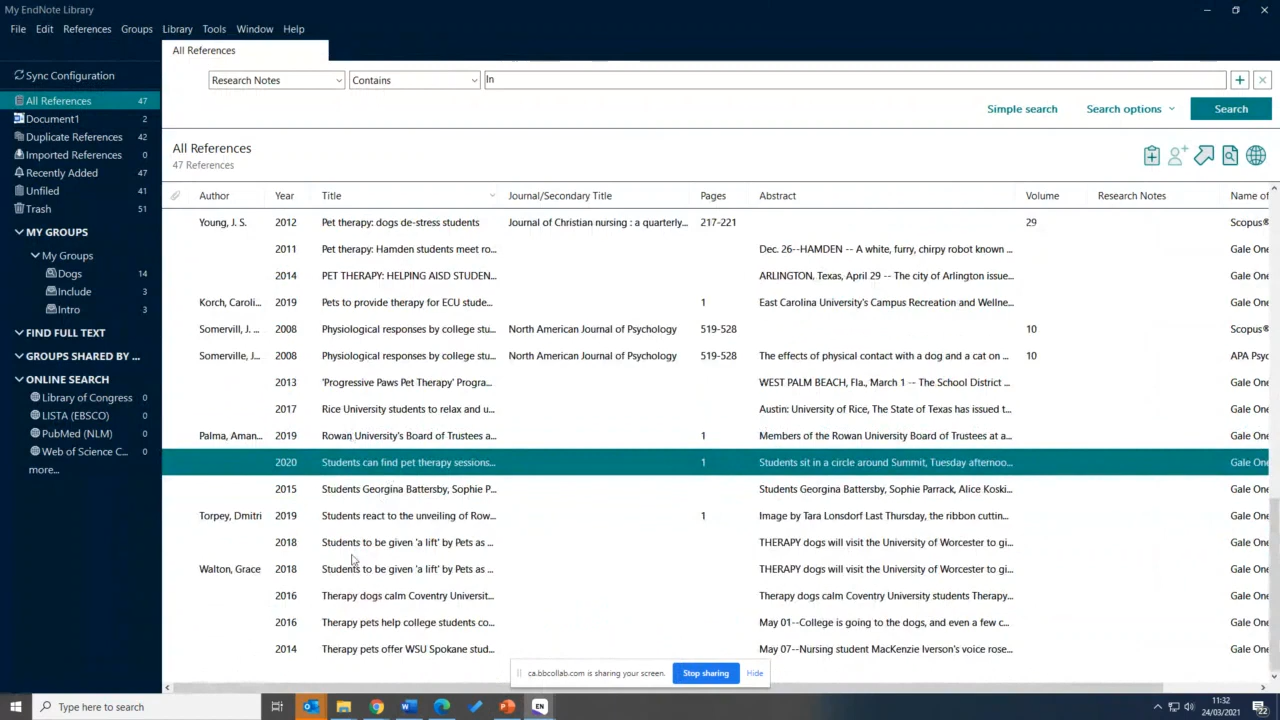 My EndNote Library
File Edit References Groups Library Tools Window Help
All References
Sync Configuration
All References 47
Document1 2
Duplicate References 42
Imported References 0
Recently Added 47
Unfiled 41
Trash 51
MY GROUPS
My Groups
Dogs 14
Include 3
Intro 3
FIND FULL TEXT
GROUPS SHARED BY ...
ONLINE SEARCH
Library of Congress 0
LISTA (EBSCO) 0
PubMed (NLM) 0
Web of Science C... 0
more...
Research Notes Contains In
Simple search Search options Search
All References
47 References
Author Year Title Journal/Secondary Title Pages Abstract Volume Research Notes Name of
Young, J. S. 2012 Pet therapy: dogs de-stress students Journal of Christian nursing : a quarterly... 217-221 29 Scopus®
2011 Pet therapy: Hamden students meet ro... Dec. 26--HAMDEN -- A white, furry, chirpy robot known ... Gale One
2014 PET THERAPY: HELPING AISD STUDEN... ARLINGTON, Texas, April 29 -- The city of Arlington issue... Gale One
Korch, Caroli... 2019 Pets to provide therapy for ECU stude... 1 East Carolina University's Campus Recreation and Wellne... Gale One
Somervill, J. ... 2008 Physiological responses by college stu... North American Journal of Psychology 519-528 10 Scopus®
Somerville, J... 2008 Physiological responses by college stu... North American Journal of Psychology 519-528 The effects of physical contact with a dog and a cat on ... 10 APA Psyc
2013 'Progressive Paws Pet Therapy' Progra... WEST PALM BEACH, Fla., March 1 -- The School District ... Gale One
2017 Rice University students to relax and u... Austin: University of Rice, The State of Texas has issued t... Gale One
Palma, Aman... 2019 Rowan University's Board of Trustees a... 1 Members of the Rowan University Board of Trustees at a... Gale One
2020 Students can find pet therapy sessions... 1 Students sit in a circle around Summit, Tuesday afternoo... Gale One
2015 Students Georgina Battersby, Sophie P... Students Georgina Battersby, Sophie Parrack, Alice Koski... Gale One
Torpey, Dmitri 2019 Students react to the unveiling of Row... 1 Image by Tara Lonsdorf Last Thursday, the ribbon cuttin... Gale One
2018 Students to be given 'a lift' by Pets as ... THERAPY dogs will visit the University of Worcester to gi... Gale One
Walton, Grace 2018 Students to be given 'a lift' by Pets as ... THERAPY dogs will visit the University of Worcester to gi... Gale One
2016 Therapy dogs calm Coventry Universit... Therapy dogs calm Coventry University students Therapy... Gale One
2016 Therapy pets help college students co... May 01--College is going to the dogs, and even a few c... Gale One
2014 Therapy pets offer WSU Spokane stud... May 07--Nursing student MacKenzie Iverson's voice rose... Gale One
ca.bbcollab.com is sharing your screen. Stop sharing Hide
Type here to search
EN
11:32
24/03/2021
22